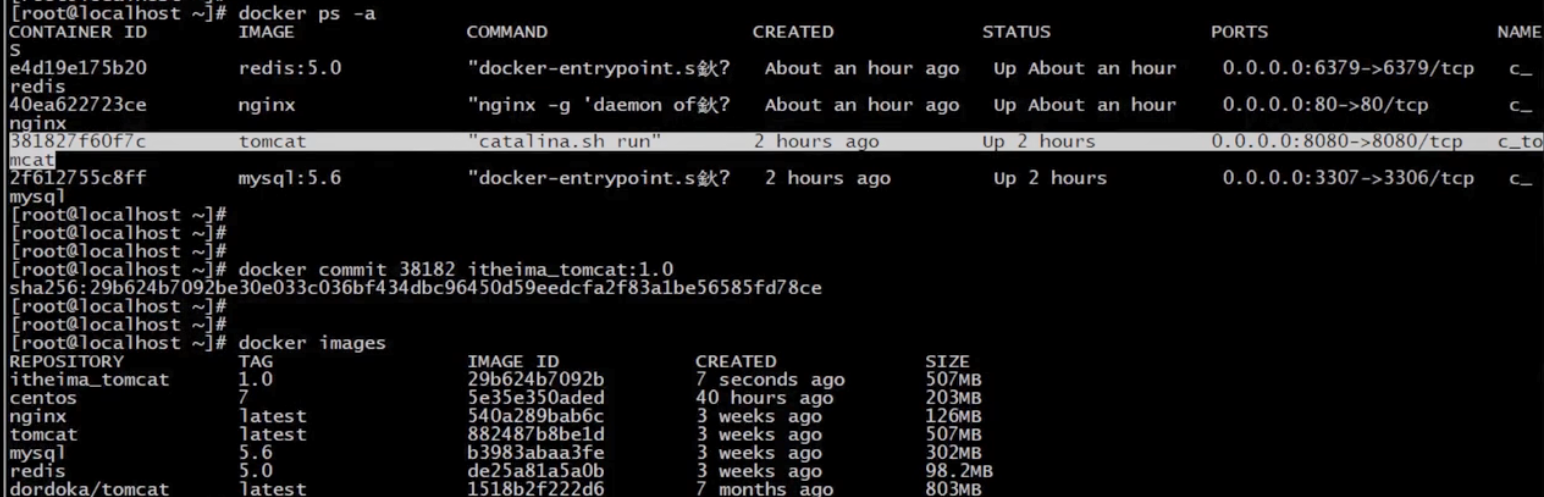 [root@localhost ~]# docker ps -a
CONTAINER ID IMAGE COMMAND CREATED STATUS PORTS NAME
S
e4d19e175b20 redis:5.0 "docker-entrypoint.s鈥? About an hour ago Up About an hour 0.0.0.0:6379->6379/tcp c_
redis
40ea622723ce nginx "nginx -g 'daemon of鈥? About an hour ago Up About an hour 0.0.0.0:80->80/tcp c_
nginx
381827f60f7c tomcat "catalina.sh run" 2 hours ago Up 2 hours 0.0.0.0:8080->8080/tcp c_to
mcat
2f612755c8ff mysql:5.6 "docker-entrypoint.s鈥? 2 hours ago Up 2 hours 0.0.0.0:3307->3306/tcp c_
mysql
[root@localhost ~]#
[root@localhost ~]#
[root@localhost ~]#
[root@localhost ~]# docker commit 38182 itheima_tomcat:1.0
sha256:29b624b7092be30e033c036bf434dbc96450d59eedcfa2f83a1be56585fd78ce
[root@localhost ~]#
[root@localhost ~]#
[root@localhost ~]# docker images
REPOSITORY TAG IMAGE ID CREATED SIZE
itheima_tomcat 1.0 29b624b7092b 7 seconds ago 507MB
centos 7 5e35e350aded 40 hours ago 203MB
nginx latest 540a289bab6c 3 weeks ago 126MB
tomcat latest 882487b8be1d 3 weeks ago 507MB
mysql 5.6 b3983abaa3fe 3 weeks ago 302MB
redis 5.0 de25a81a5a0b 3 weeks ago 98.2MB
dordoka/tomcat latest 1518b2f222d6 7 months ago 803MB